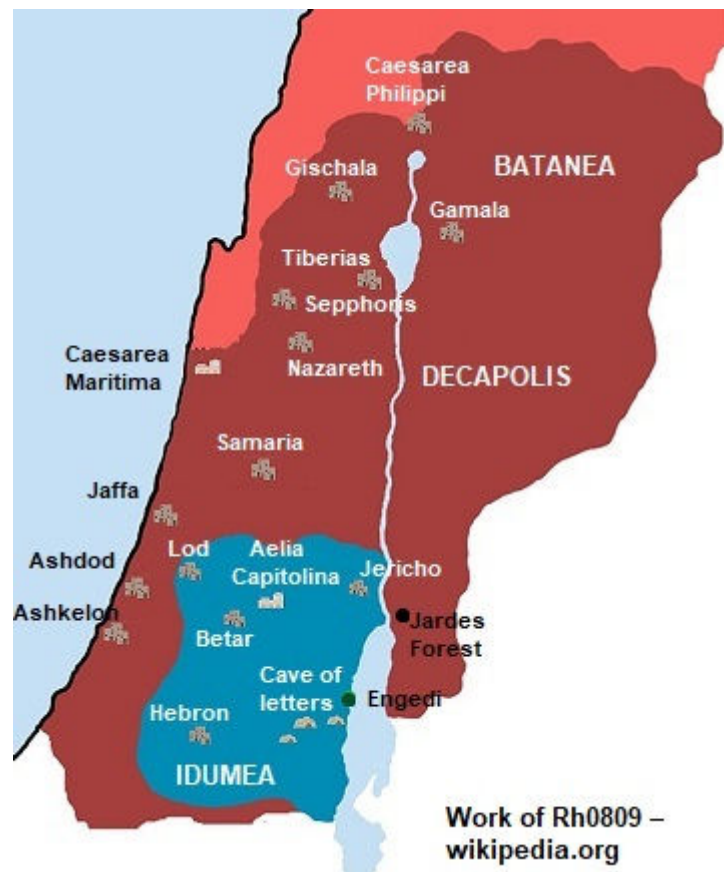 Caesarea
Philippi
BATANEA
Gischala
Gamala
Tiberias
Sepphoris
Caesarea
Maritima
Nazareth
DECAPOLIS
Samaria
Jaffa
Lod
Aelia
Capitolina
Ashdod
Jericho
Ashkelon
Betar
Jardes
Forest
Cave of
letters
Engedi
Hebron
IDUMEA
Work of Rh0809 –
wikipedia.org